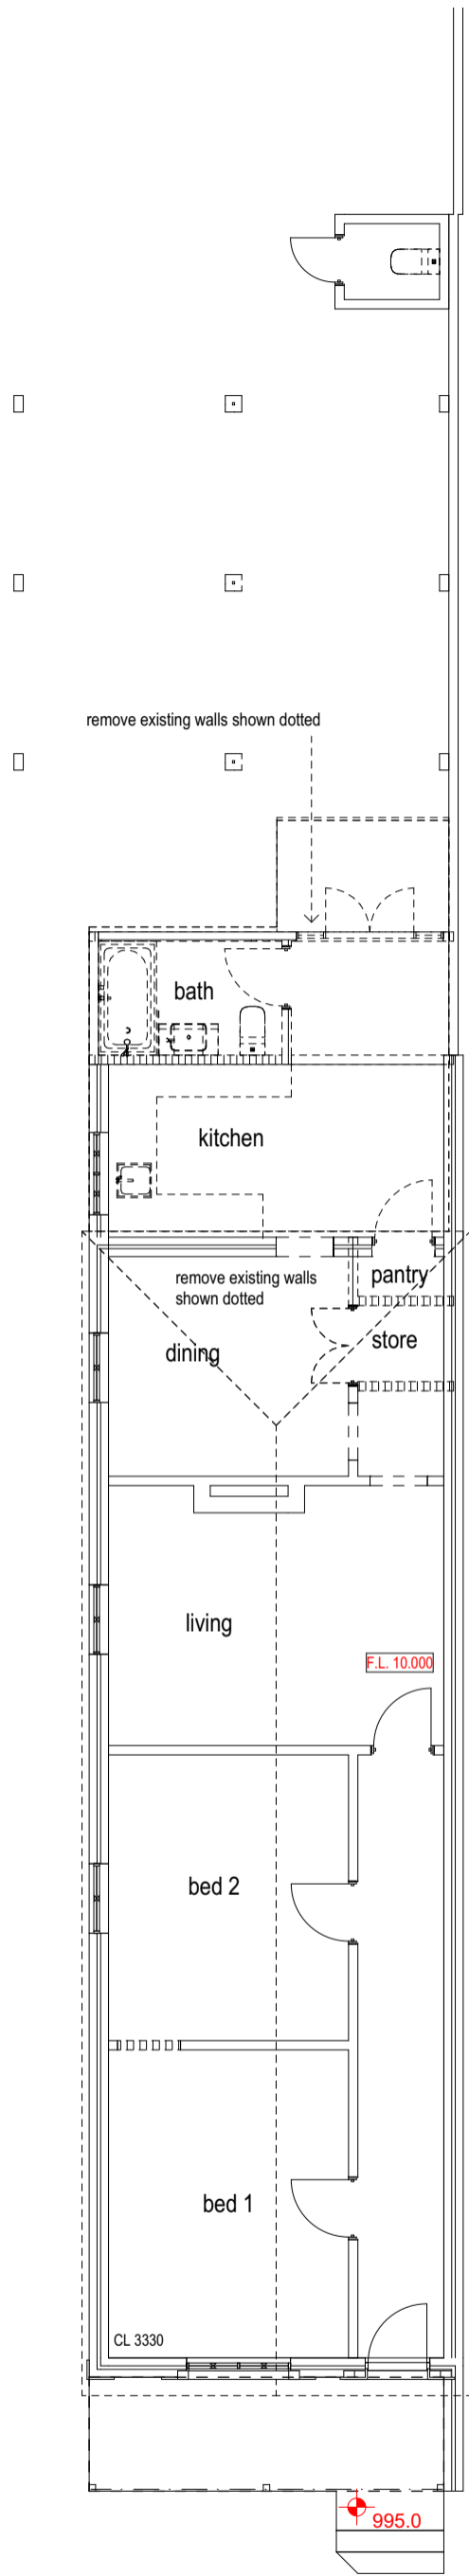 remove existing walls shown dotted
bath
kitchen
pantry
remove existing walls
shown dotted
store
dining
living
F.L. 10.000
bed 2
bed 1
CL 3330
995.0